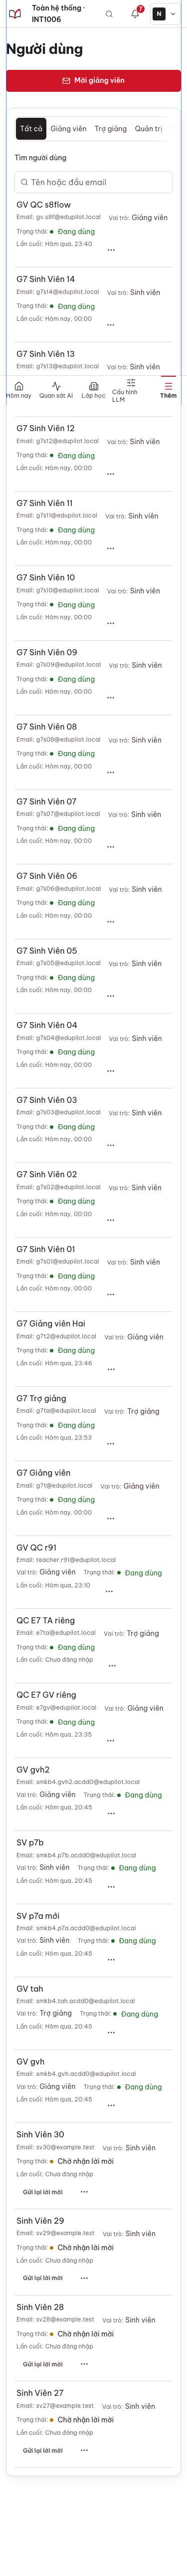 Toàn hệ thống ·
INT1006
7
N
Người dùng
Mời giảng viên
Tất cả Giảng viên Trợ giảng Quản trị
Tìm người dùng
Tên hoặc đầu email
GV QC s8flow
Email: gv.s8f@edupilot.local Vai trò: Giảng viên
Trạng thái: Đang dùng
Lần cuối: Hôm qua, 23:40
G7 Sinh Viên 14
Email: g7s14@edupilot.local Vai trò: Sinh viên
Trạng thái: Đang dùng
Lần cuối: Hôm nay, 00:00
G7 Sinh Viên 13
Email: g7s13@edupilot.local Vai trò: Sinh viên
Hôm nay Quan sát AI Lớp học Cấu hình LLM Thêm
G7 Sinh Viên 12
Email: g7s12@edupilot.local Vai trò: Sinh viên
Trạng thái: Đang dùng
Lần cuối: Hôm nay, 00:00
G7 Sinh Viên 11
Email: g7s11@edupilot.local Vai trò: Sinh viên
Trạng thái: Đang dùng
Lần cuối: Hôm nay, 00:00
G7 Sinh Viên 10
Email: g7s10@edupilot.local Vai trò: Sinh viên
Trạng thái: Đang dùng
Lần cuối: Hôm nay, 00:00
G7 Sinh Viên 09
Email: g7s09@edupilot.local Vai trò: Sinh viên
Trạng thái: Đang dùng
Lần cuối: Hôm nay, 00:00
G7 Sinh Viên 08
Email: g7s08@edupilot.local Vai trò: Sinh viên
Trạng thái: Đang dùng
Lần cuối: Hôm nay, 00:00
G7 Sinh Viên 07
Email: g7s07@edupilot.local Vai trò: Sinh viên
Trạng thái: Đang dùng
Lần cuối: Hôm nay, 00:00
G7 Sinh Viên 06
Email: g7s06@edupilot.local Vai trò: Sinh viên
Trạng thái: Đang dùng
Lần cuối: Hôm nay, 00:00
G7 Sinh Viên 05
Email: g7s05@edupilot.local Vai trò: Sinh viên
Trạng thái: Đang dùng
Lần cuối: Hôm nay, 00:00
G7 Sinh Viên 04
Email: g7s04@edupilot.local Vai trò: Sinh viên
Trạng thái: Đang dùng
Lần cuối: Hôm nay, 00:00
G7 Sinh Viên 03
Email: g7s03@edupilot.local Vai trò: Sinh viên
Trạng thái: Đang dùng
Lần cuối: Hôm nay, 00:00
G7 Sinh Viên 02
Email: g7s02@edupilot.local Vai trò: Sinh viên
Trạng thái: Đang dùng
Lần cuối: Hôm nay, 00:00
G7 Sinh Viên 01
Email: g7s01@edupilot.local Vai trò: Sinh viên
Trạng thái: Đang dùng
Lần cuối: Hôm nay, 00:00
G7 Giảng viên Hai
Email: g7t2@edupilot.local Vai trò: Giảng viên
Trạng thái: Đang dùng
Lần cuối: Hôm qua, 23:46
G7 Trợ giảng
Email: g7ta@edupilot.local Vai trò: Trợ giảng
Trạng thái: Đang dùng
Lần cuối: Hôm qua, 23:53
G7 Giảng viên
Email: g7t@edupilot.local Vai trò: Giảng viên
Trạng thái: Đang dùng
Lần cuối: Hôm nay, 00:00
GV QC r91
Email: teacher.r91@edupilot.local
Vai trò: Giảng viên Trạng thái: Đang dùng
Lần cuối: Hôm qua, 23:10
QC E7 TA riêng
Email: e7ta@edupilot.local Vai trò: Trợ giảng
Trạng thái: Đang dùng
Lần cuối: Chưa đăng nhập
QC E7 GV riêng
Email: e7gv@edupilot.local Vai trò: Giảng viên
Trạng thái: Đang dùng
Lần cuối: Hôm qua, 23:35
GV gvh2
Email: smkb4.gvh2.acdd0@edupilot.local
Vai trò: Giảng viên Trạng thái: Đang dùng
Lần cuối: Hôm qua, 20:45
SV p7b
Email: smkb4.p7b.acdd0@edupilot.local
Vai trò: Sinh viên Trạng thái: Đang dùng
Lần cuối: Hôm qua, 20:45
SV p7a mới
Email: smkb4.p7a.acdd0@edupilot.local
Vai trò: Sinh viên Trạng thái: Đang dùng
Lần cuối: Hôm qua, 20:45
GV tah
Email: smkb4.tah.acdd0@edupilot.local
Vai trò: Trợ giảng Trạng thái: Đang dùng
Lần cuối: Hôm qua, 20:45
GV gvh
Email: smkb4.gvh.acdd0@edupilot.local
Vai trò: Giảng viên Trạng thái: Đang dùng
Lần cuối: Hôm qua, 20:45
Sinh Viên 30
Email: sv30@example.test Vai trò: Sinh viên
Trạng thái: Chờ nhận lời mời
Lần cuối: Chưa đăng nhập
Gửi lại lời mời
Sinh Viên 29
Email: sv29@example.test Vai trò: Sinh viên
Trạng thái: Chờ nhận lời mời
Lần cuối: Chưa đăng nhập
Gửi lại lời mời
Sinh Viên 28
Email: sv28@example.test Vai trò: Sinh viên
Trạng thái: Chờ nhận lời mời
Lần cuối: Chưa đăng nhập
Gửi lại lời mời
Sinh Viên 27
Email: sv27@example.test Vai trò: Sinh viên
Trạng thái: Chờ nhận lời mời
Lần cuối: Chưa đăng nhập
Gửi lại lời mời